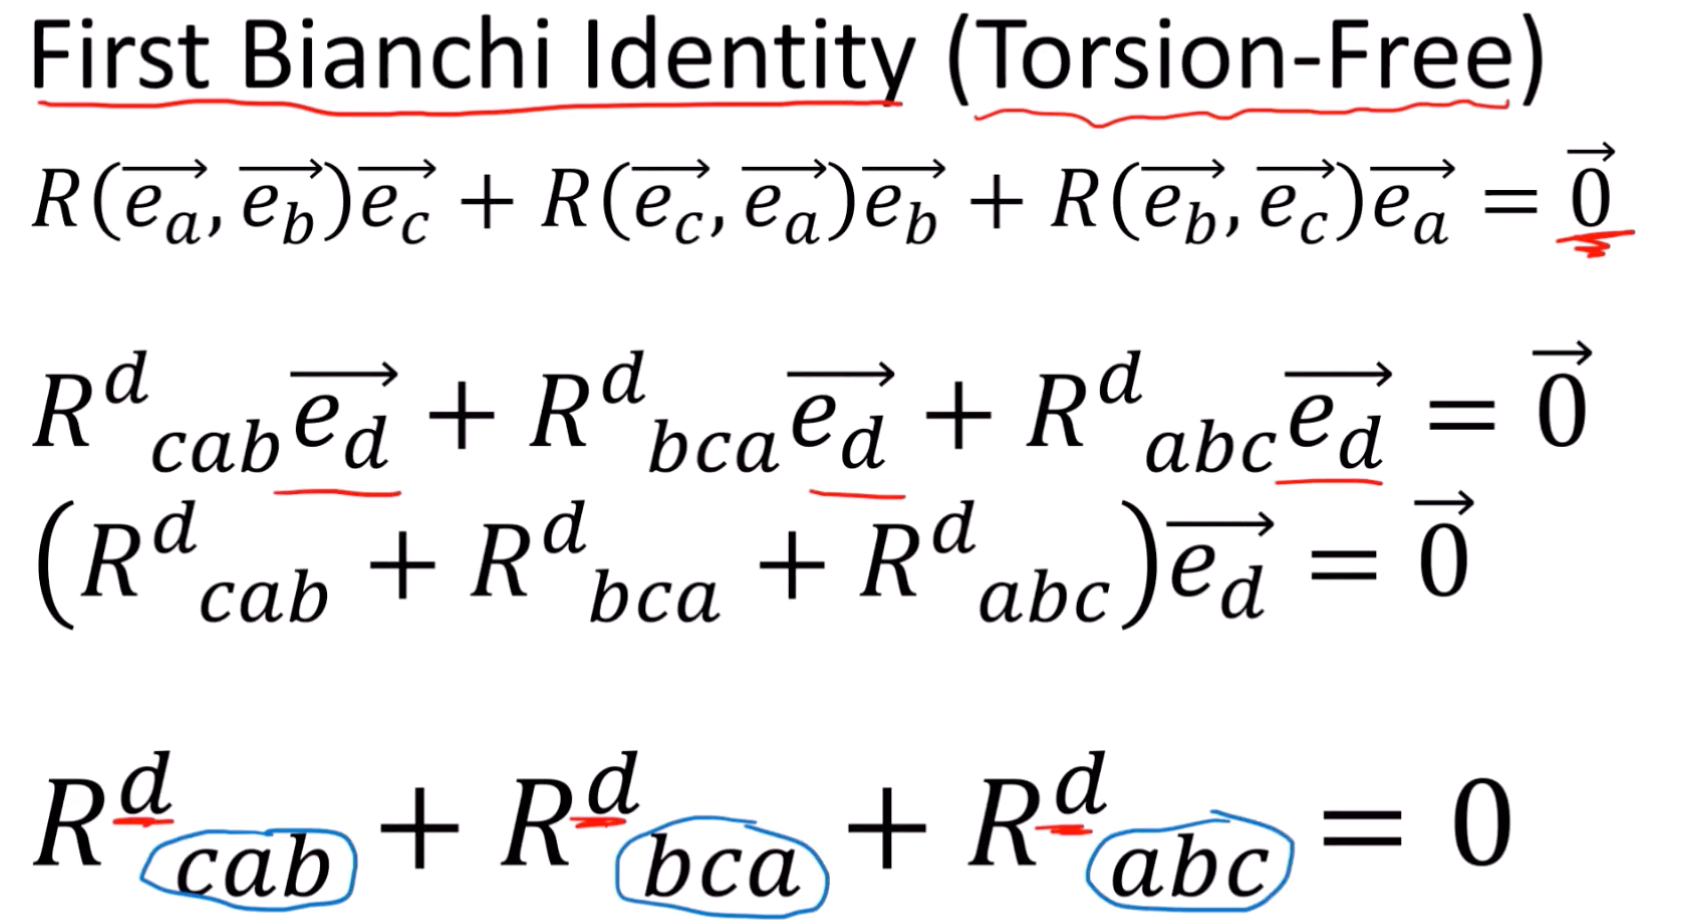 First Bianchi Identity (Torsion-Free)
$R(\overrightarrow{e_a}, \overrightarrow{e_b})\overrightarrow{e_c} + R(\overrightarrow{e_c}, \overrightarrow{e_a})\overrightarrow{e_b} + R(\overrightarrow{e_b}, \overrightarrow{e_c})\overrightarrow{e_a} = \vec{0}$
$R^d{}_{cab}\overrightarrow{e_d} + R^d{}_{bca}\overrightarrow{e_d} + R^d{}_{abc}\overrightarrow{e_d} = \vec{0}$
$(R^d{}_{cab} + R^d{}_{bca} + R^d{}_{abc})\overrightarrow{e_d} = \vec{0}$
$R^d{}_{cab} + R^d{}_{bca} + R^d{}_{abc} = 0$